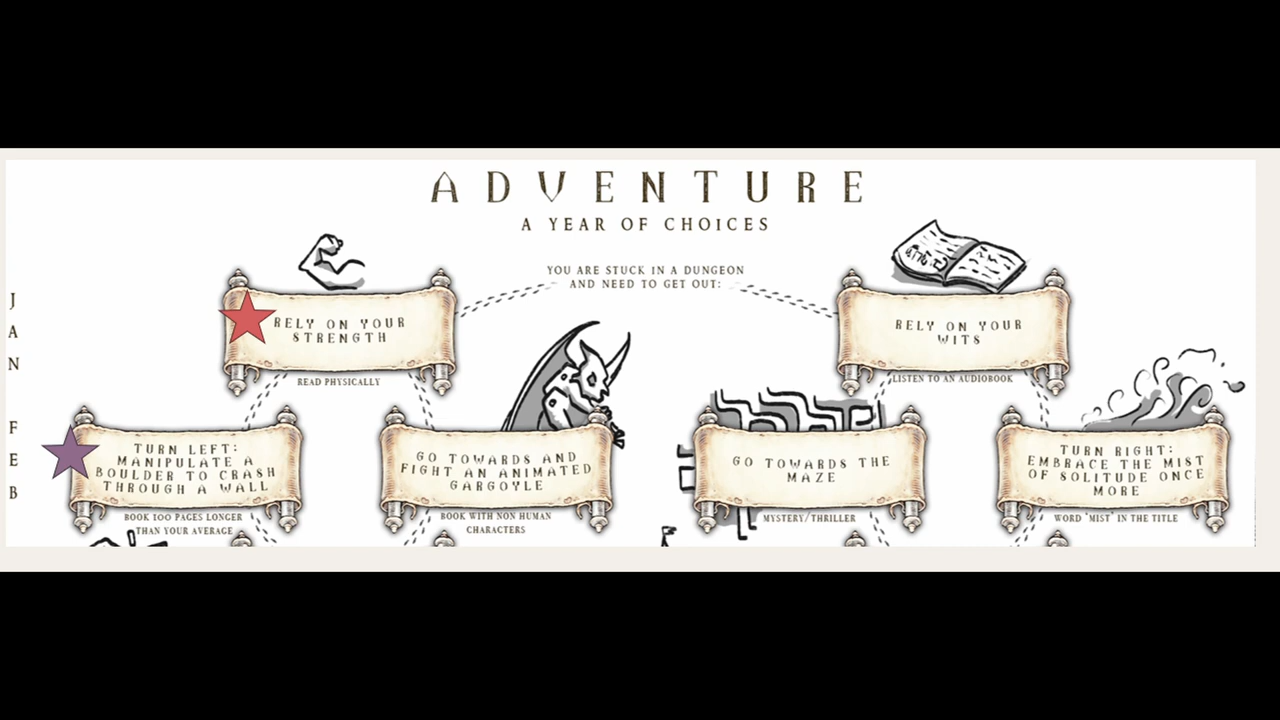 ADVENTURE
A YEAR OF CHOICES
YOU ARE STUCK IN A DUNGEON
AND NEED TO GET OUT:
JAN
RELY ON YOUR
STRENGTH
READ PHYSICALLY
RELY ON YOUR
WITS
LISTEN TO AN AUDIOBOOK
FEB
TURN LEFT:
MANIPULATE A
BOULDER TO CRASH
THROUGH A WALL
BOOK 100 PAGES LONGER
THAN YOUR AVERAGE
GO TOWARDS AND
FIGHT AN ANIMATED
GARGOYLE
BOOK WITH NON HUMAN
CHARACTERS
GO TOWARDS THE
MAZE
MYSTERY/THRILLER
TURN RIGHT:
EMBRACE THE MIST
OF SOLITUDE ONCE
MORE
WORD "MIST" IN THE TITLE